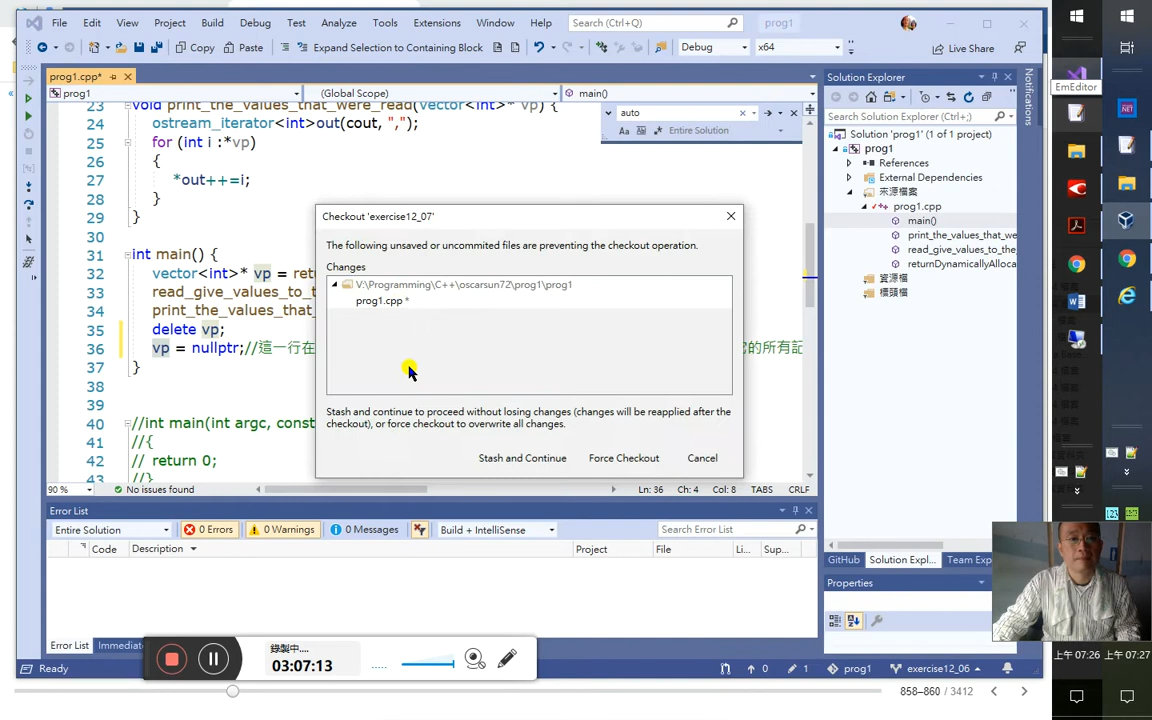 File Edit View Project Build Debug Test Analyze Tools Extensions Window Help Search (Ctrl+Q) prog1
Copy Paste Expand Selection to Containing Block Debug x64 Live Share
prog1.cpp*
prog1 (Global Scope) main()
auto
Aa Entire Solution
23 void print_the_values_that_were_read(vector<int>* vp) {
24 ostream_iterator<int>out(cout, ",");
25 for (int i :*vp)
26 {
27 *out++=i;
28 }
29 }
30
31 int main() {
32 vector<int>* vp = retu
33 read_give_values_to_t
34 print_the_values_that_
35 delete vp;
36 vp = nullptr;//這一行在 它的所有記
37 }
38
39
40 //int main(int argc, const
41 //{
42 // return 0;
43 //}
Checkout 'exercise12_07'
The following unsaved or uncommited files are preventing the checkout operation.
Changes
V:\Programming\C++\oscarsun72\prog1\prog1
prog1.cpp *
Stash and continue to proceed without losing changes (changes will be reapplied after the
checkout), or force checkout to overwrite all changes.
Stash and Continue Force Checkout Cancel
90 % No issues found Ln: 36 Ch: 4 Col: 8 TABS CRLF
Error List
Entire Solution 0 Errors 0 Warnings 0 Messages Build + IntelliSense Search Error List
Code Description Project File Li... Sup...
Error List Immedia
錄製中....
03:07:13
Ready 0 1 prog1 exercise12_06
858–860 / 3412
Solution Explorer
Search Solution Explorer (Ctrl+;)
Solution 'prog1' (1 of 1 project)
prog1
References
External Dependencies
來源檔案
prog1.cpp
main()
print_the_values_that_we
read_give_values_to_the_
returnDynamicallyAlloca
資源檔
標頭檔
GitHub Solution Expl... Team Exp
Properties
Notifications
EmEditor
NET
上午 07:26 上午 07:27